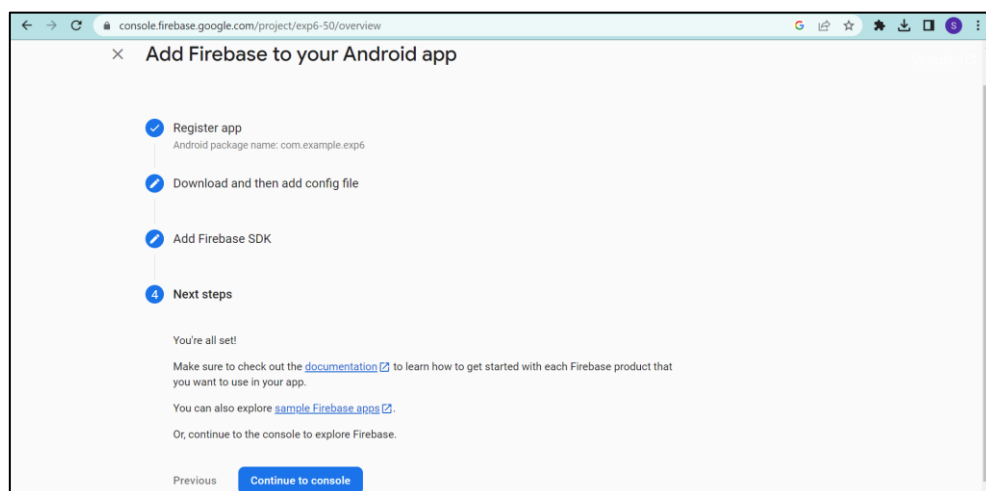 console.firebase.google.com/project/exp6-50/overview
G
S
Add Firebase to your Android app
Register app
Android package name: com.example.exp6
Download and then add config file
Add Firebase SDK
4 Next steps
You're all set!
Make sure to check out the documentation to learn how to get started with each Firebase product that
you want to use in your app.
You can also explore sample Firebase apps.
Or, continue to the console to explore Firebase.
Previous Continue to console